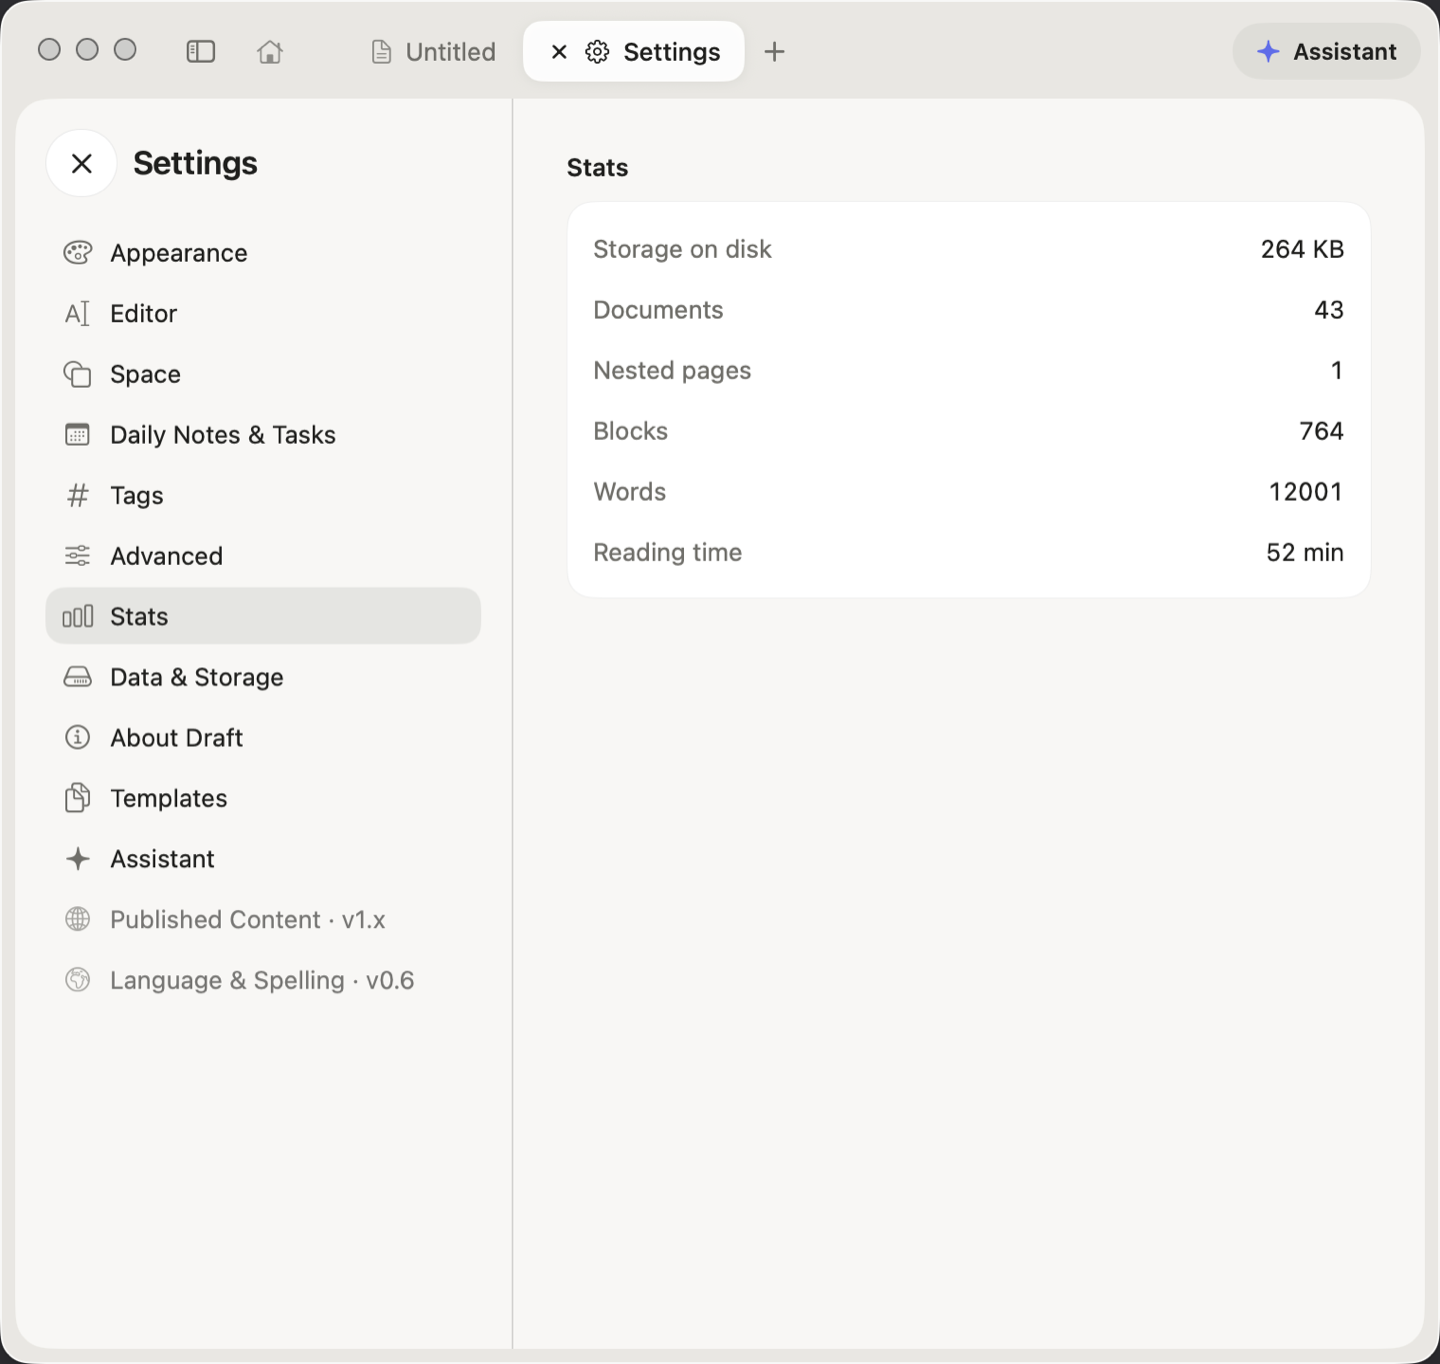 Untitled
Settings
Assistant
Settings
Appearance
Editor
Space
Daily Notes & Tasks
Tags
Advanced
Stats
Data & Storage
About Draft
Templates
Assistant
Published Content · v1.x
Language & Spelling · v0.6
Stats
Storage on disk 264 KB
Documents 43
Nested pages 1
Blocks 764
Words 12001
Reading time 52 min